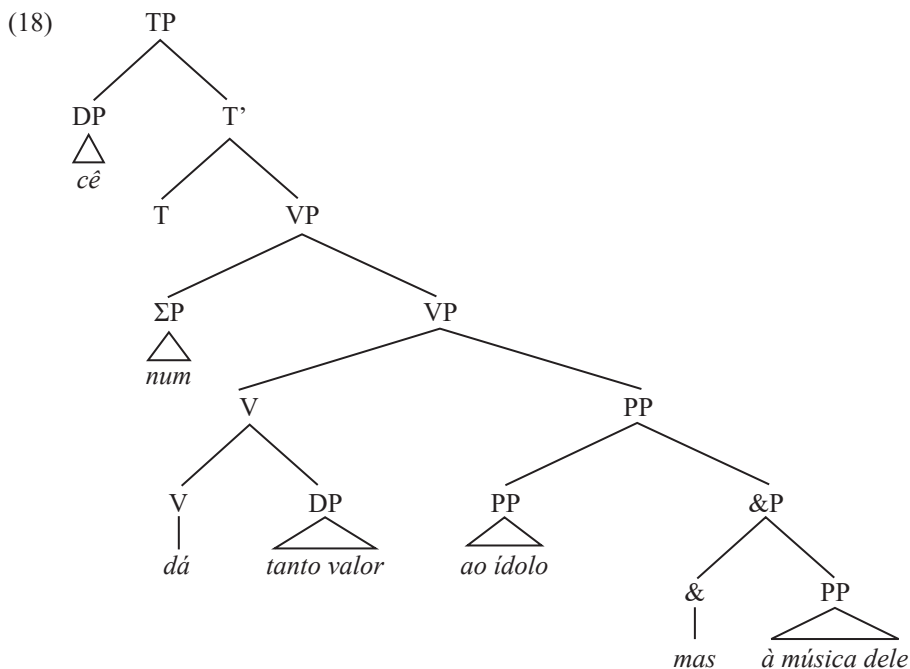 (18) TP
DP T’
cê
T VP
ΣP VP
num
V PP
V DP PP &P
dá tanto valor ao ídolo
& PP
mas à música dele